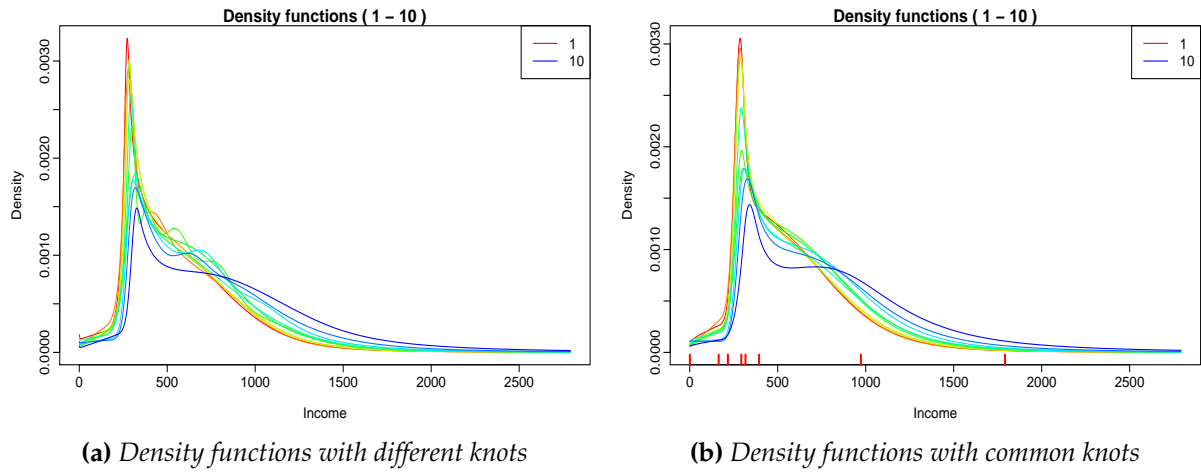 Density functions ( 1 − 10 )
1
10
Density
0.0000
0.0010
0.0020
0.0030
0 500 1000 1500 2000 2500
Income
(a) Density functions with different knots
Density functions ( 1 − 10 )
1
10
Density
0.0000
0.0010
0.0020
0.0030
0 500 1000 1500 2000 2500
Income
(b) Density functions with common knots